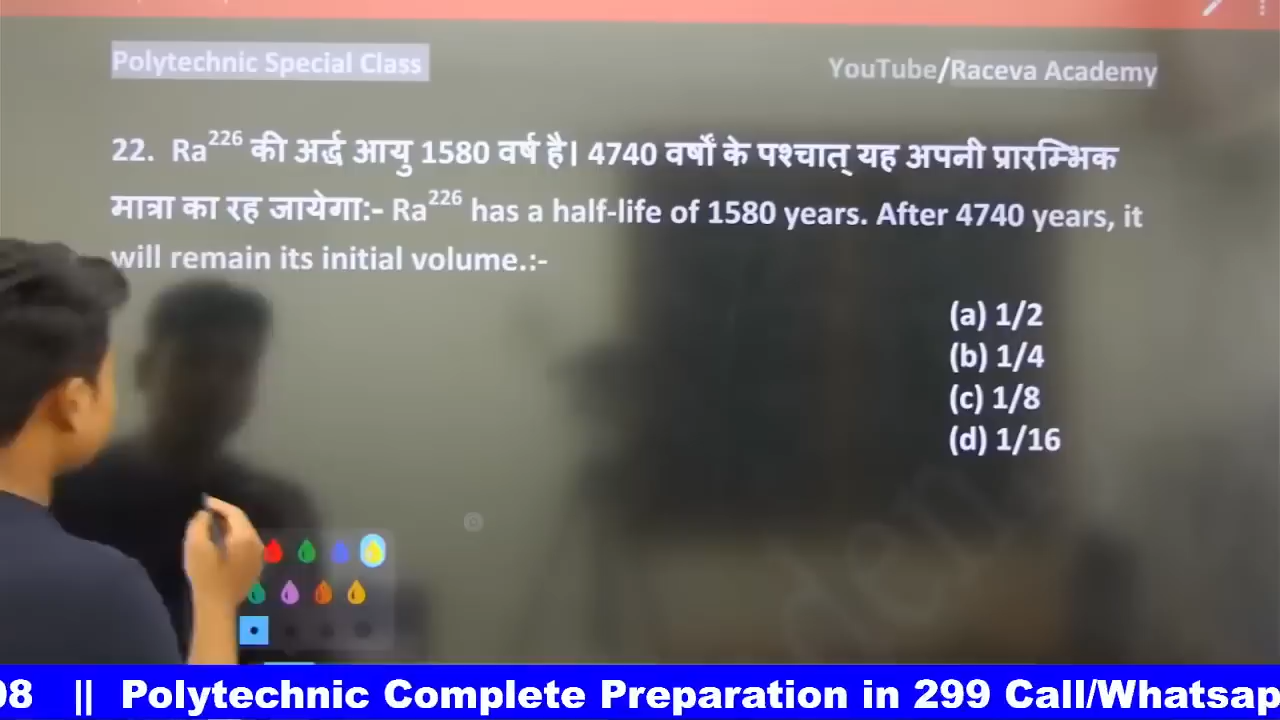 Polytechnic Special Class
YouTube/Raceva Academy
22. Ra²²⁶ की अर्द्ध आयु 1580 वर्ष है। 4740 वर्षों के पश्चात् यह अपनी प्रारम्भिक
मात्रा का रह जायेगा:- Ra²²⁶ has a half-life of 1580 years. After 4740 years, it
will remain its initial volume.:-
(a) 1/2
(b) 1/4
(c) 1/8
(d) 1/16
08 || Polytechnic Complete Preparation in 299 Call/Whatsap